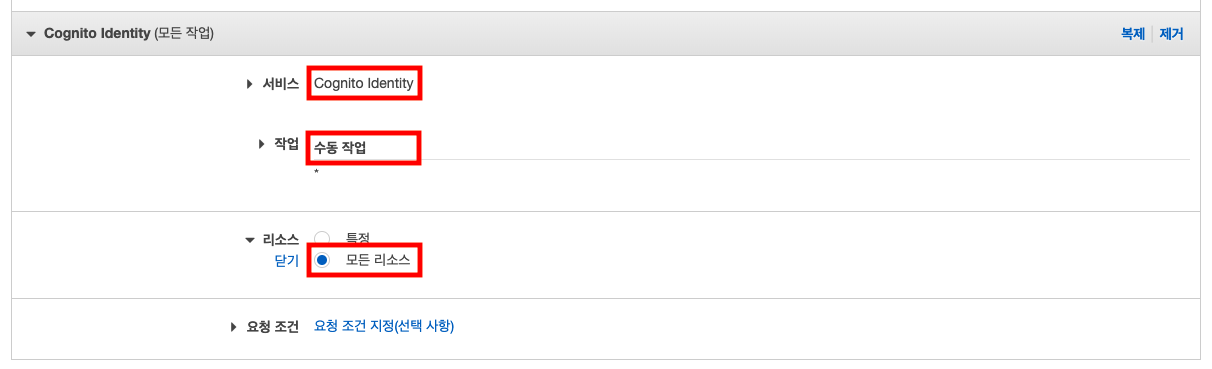 Cognito Identity (모든 작업) 복제 제거
서비스 Cognito Identity
작업 수동 작업
*
리소스 특정
닫기 모든 리소스
요청 조건 요청 조건 지정(선택 사항)